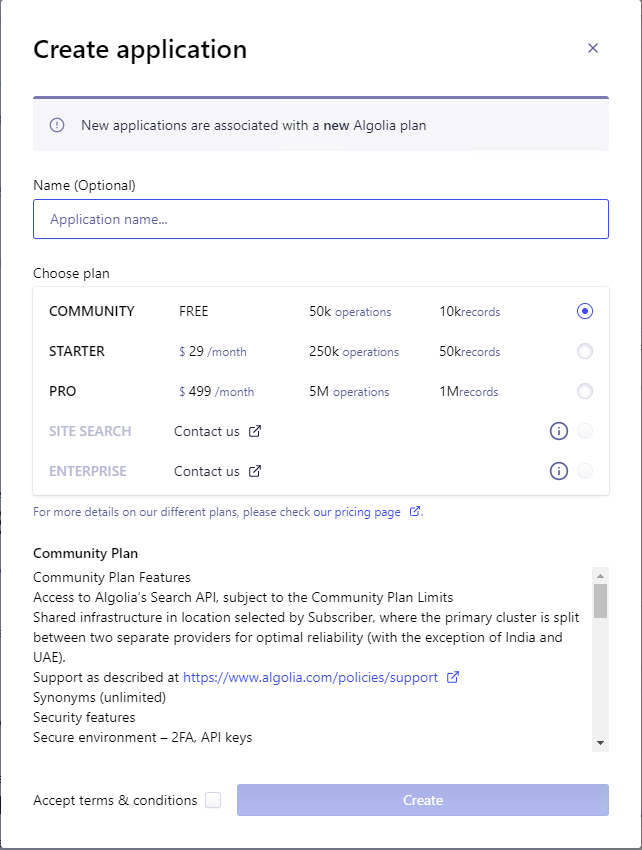 Create application
New applications are associated with a new Algolia plan
Name (Optional)
Application name...
Choose plan
COMMUNITY FREE 50k operations 10k records
STARTER $ 29 /month 250k operations 50k records
PRO $ 499 /month 5M operations 1M records
SITE SEARCH Contact us
ENTERPRISE Contact us
For more details on our different plans, please check our pricing page .
Community Plan
Community Plan Features
Access to Algolia’s Search API, subject to the Community Plan Limits
Shared infrastructure in location selected by Subscriber, where the primary cluster is split
between two separate providers for optimal reliability (with the exception of India and
UAE).
Support as described at https://www.algolia.com/policies/support
Synonyms (unlimited)
Security features
Secure environment – 2FA, API keys
Accept terms & conditions Create